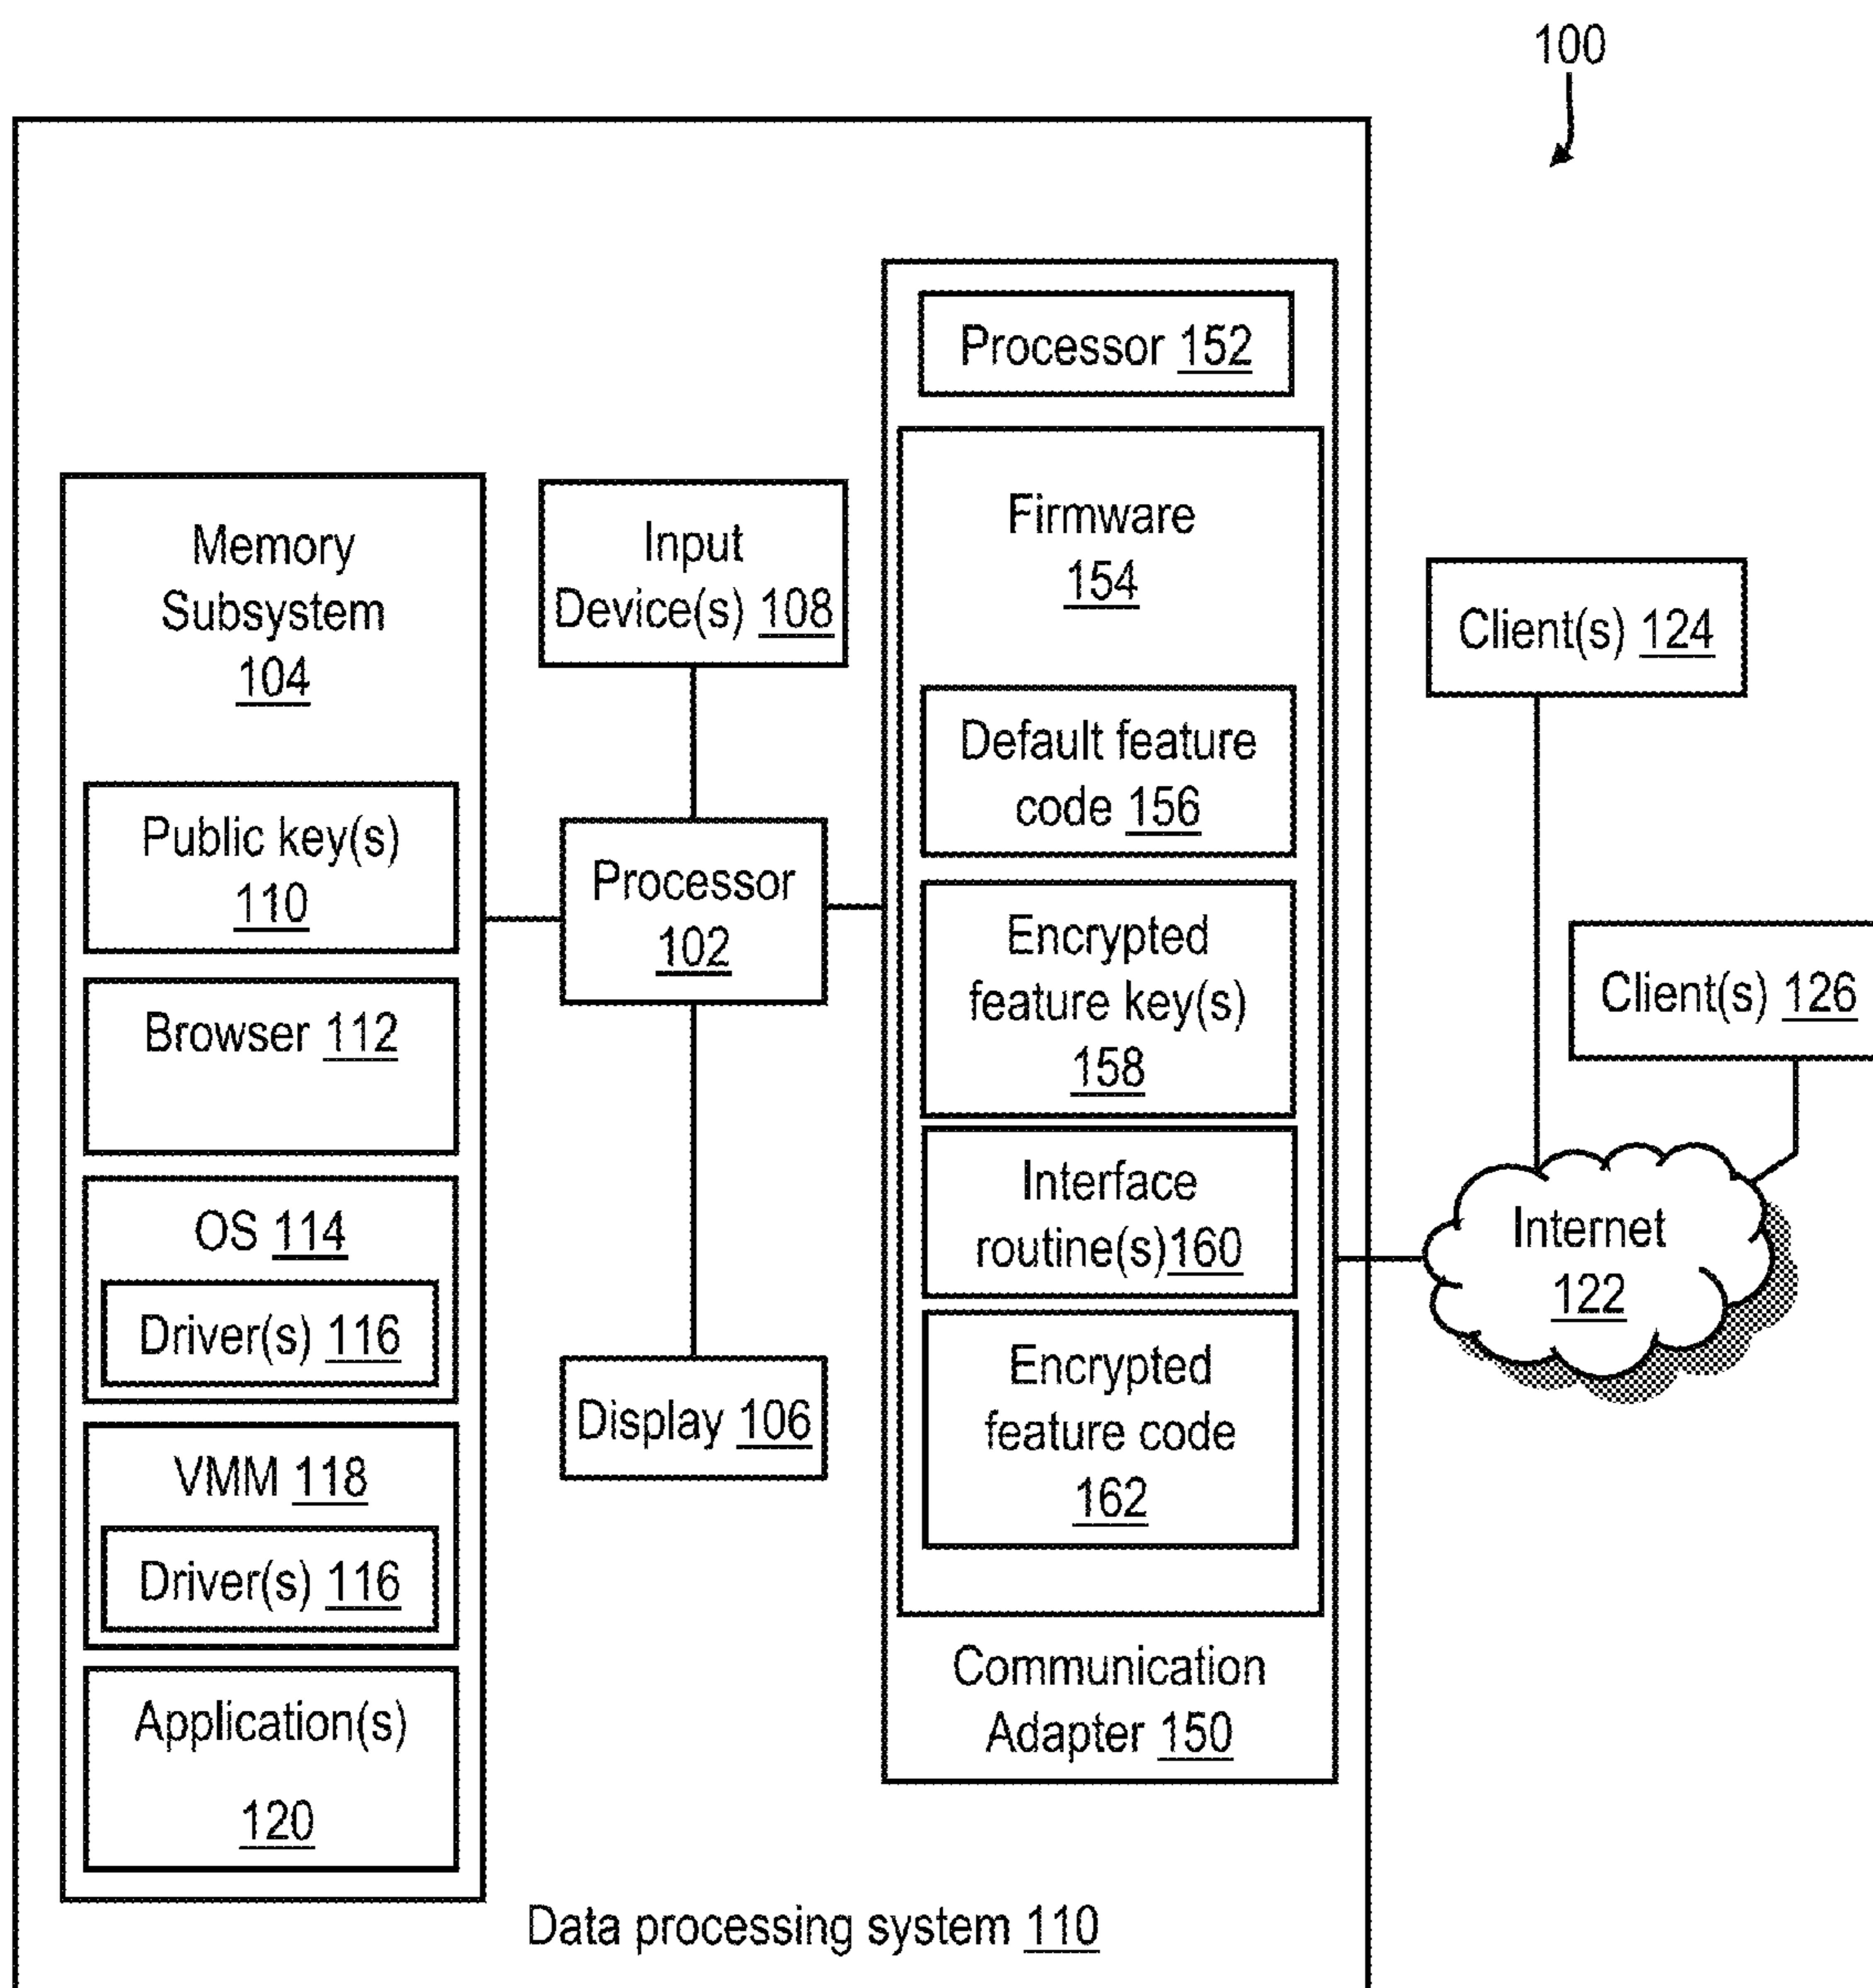 100
Memory
Subsystem
104
Public key(s)
110
Browser 112
OS 114
Driver(s) 116
VMM 118
Driver(s) 116
Application(s)
120
Input
Device(s) 108
Processor
102
Display 106
Processor 152
Firmware
154
Default feature
code 156
Encrypted
feature key(s)
158
Interface
routine(s)160
Encrypted
feature code
162
Communication
Adapter 150
Client(s) 124
Client(s) 126
Internet
122
Data processing system 110